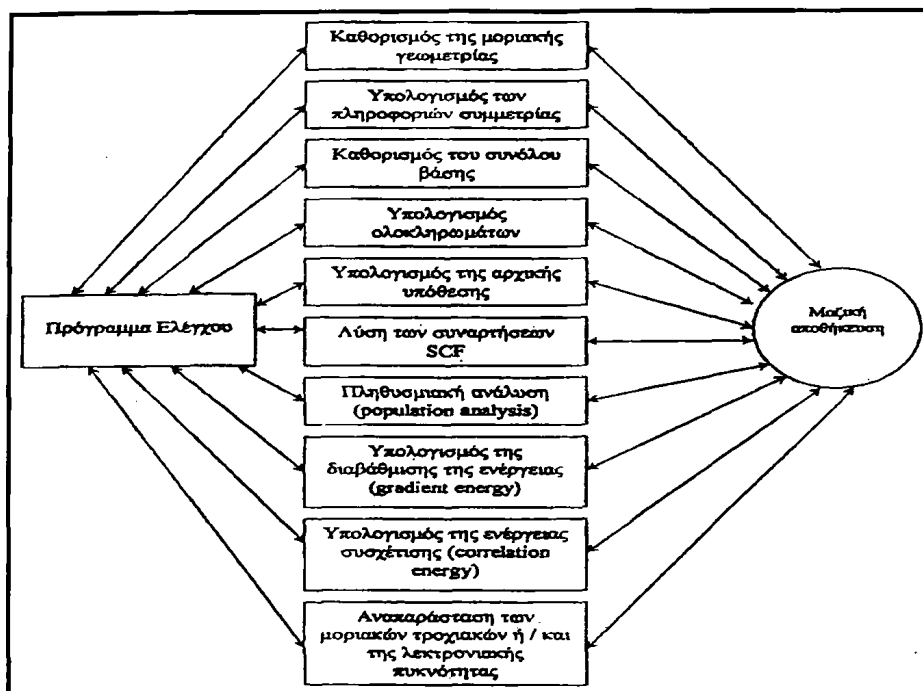 Καθορισμός της μοριακής
γεωμετρίας
Υπολογισμός των
πληροφοριών συμμετρίας
Καθορισμός του συνόλου
βάσης
Υπολογισμός
ολοκληρωμάτων
Υπολογισμός της αρχικής
υπόθεσης
Πρόγραμμα Ελέγχου
Λύση των συναρτήσεων
SCF
Μαζική
αποθήκευση
Πληθυσμιακή ανάλυση
(population analysis)
Υπολογισμός της
διαβάθμισης της ενέργειας
(gradient energy)
Υπολογισμός της ενέργειας
συσχέτισης (correlation
energy)
Αναπαράσταση των
μοριακών τροχιακών ή / και
της λεκτρονιακής
πυκνότητας